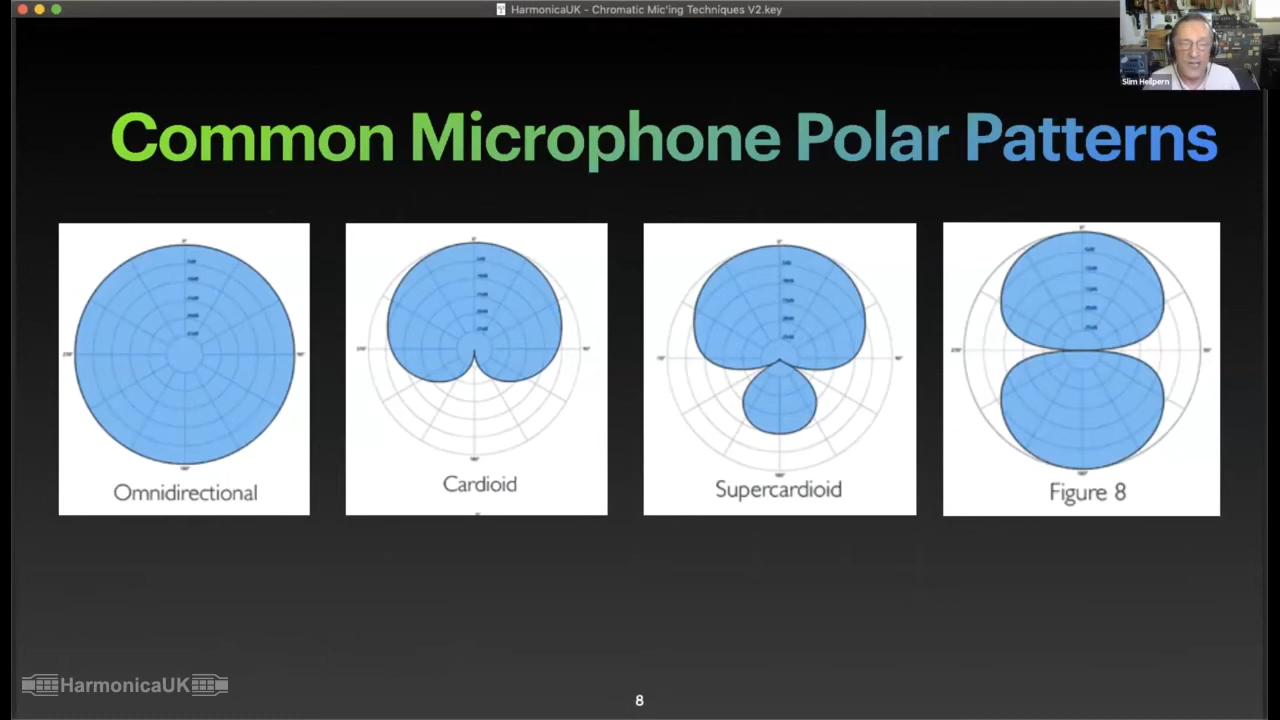 HarmonicaUK - Chromatic Mic'ing Techniques V2.key
Slim Heilpern
Common Microphone Polar Patterns
Omnidirectional
Cardioid
Supercardioid
Figure 8
HarmonicaUK
8